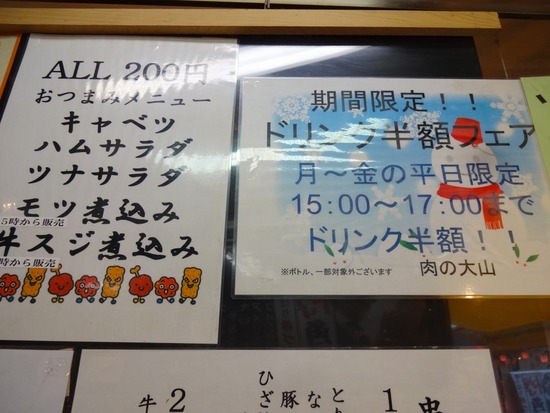 ALL 200円
おつまみメニュー
キャベツ
ハムサラダ
ツナサラダ
モツ煮込み
5時から販売
牛スジ煮込み
時から販売
期間限定！！
ドリンク半額フェア
月～金の平日限定
15:00～17:00まで
ドリンク半額！！
※ボトル、一部対象外ございます
肉の大山
串1
とな
豚
ひざ
牛2